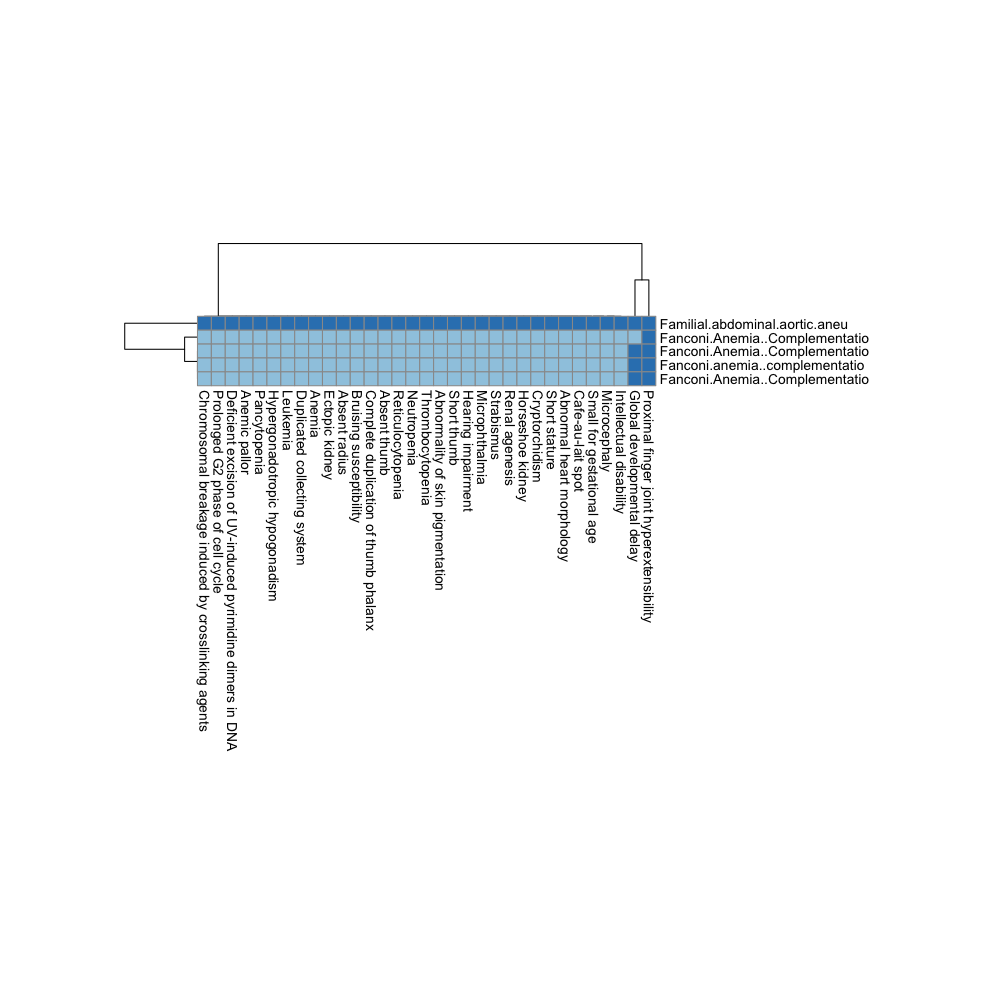 Familial.abdominal.aortic.aneu
Fanconi.Anemia..Complementatio
Fanconi.Anemia..Complementatio
Fanconi.anemia..complementatio
Fanconi.Anemia..Complementatio
Chromosomal breakage induced by crosslinking agents
Prolonged G2 phase of cell cycle
Deficient excision of UV-induced pyrimidine dimers in DNA
Anemic pallor
Pancytopenia
Hypergonadotropic hypogonadism
Leukemia
Duplicated collecting system
Anemia
Ectopic kidney
Absent radius
Bruising susceptibility
Complete duplication of thumb phalanx
Absent thumb
Reticulocytopenia
Neutropenia
Thrombocytopenia
Abnormality of skin pigmentation
Short thumb
Hearing impairment
Microphthalmia
Strabismus
Renal agenesis
Horseshoe kidney
Cryptorchidism
Short stature
Abnormal heart morphology
Cafe-au-lait spot
Small for gestational age
Microcephaly
Intellectual disability
Global developmental delay
Proximal finger joint hyperextensibility